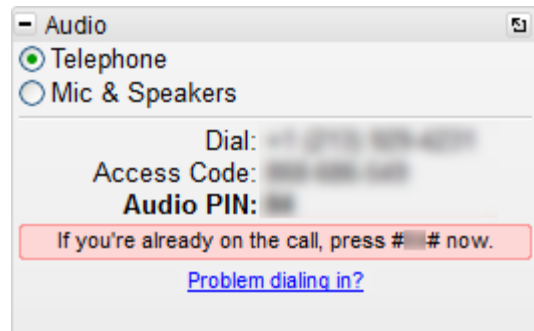 Audio
Telephone
Mic & Speakers
Dial:
Access Code:
Audio PIN:
If you're already on the call, press # # now.
Problem dialing in?